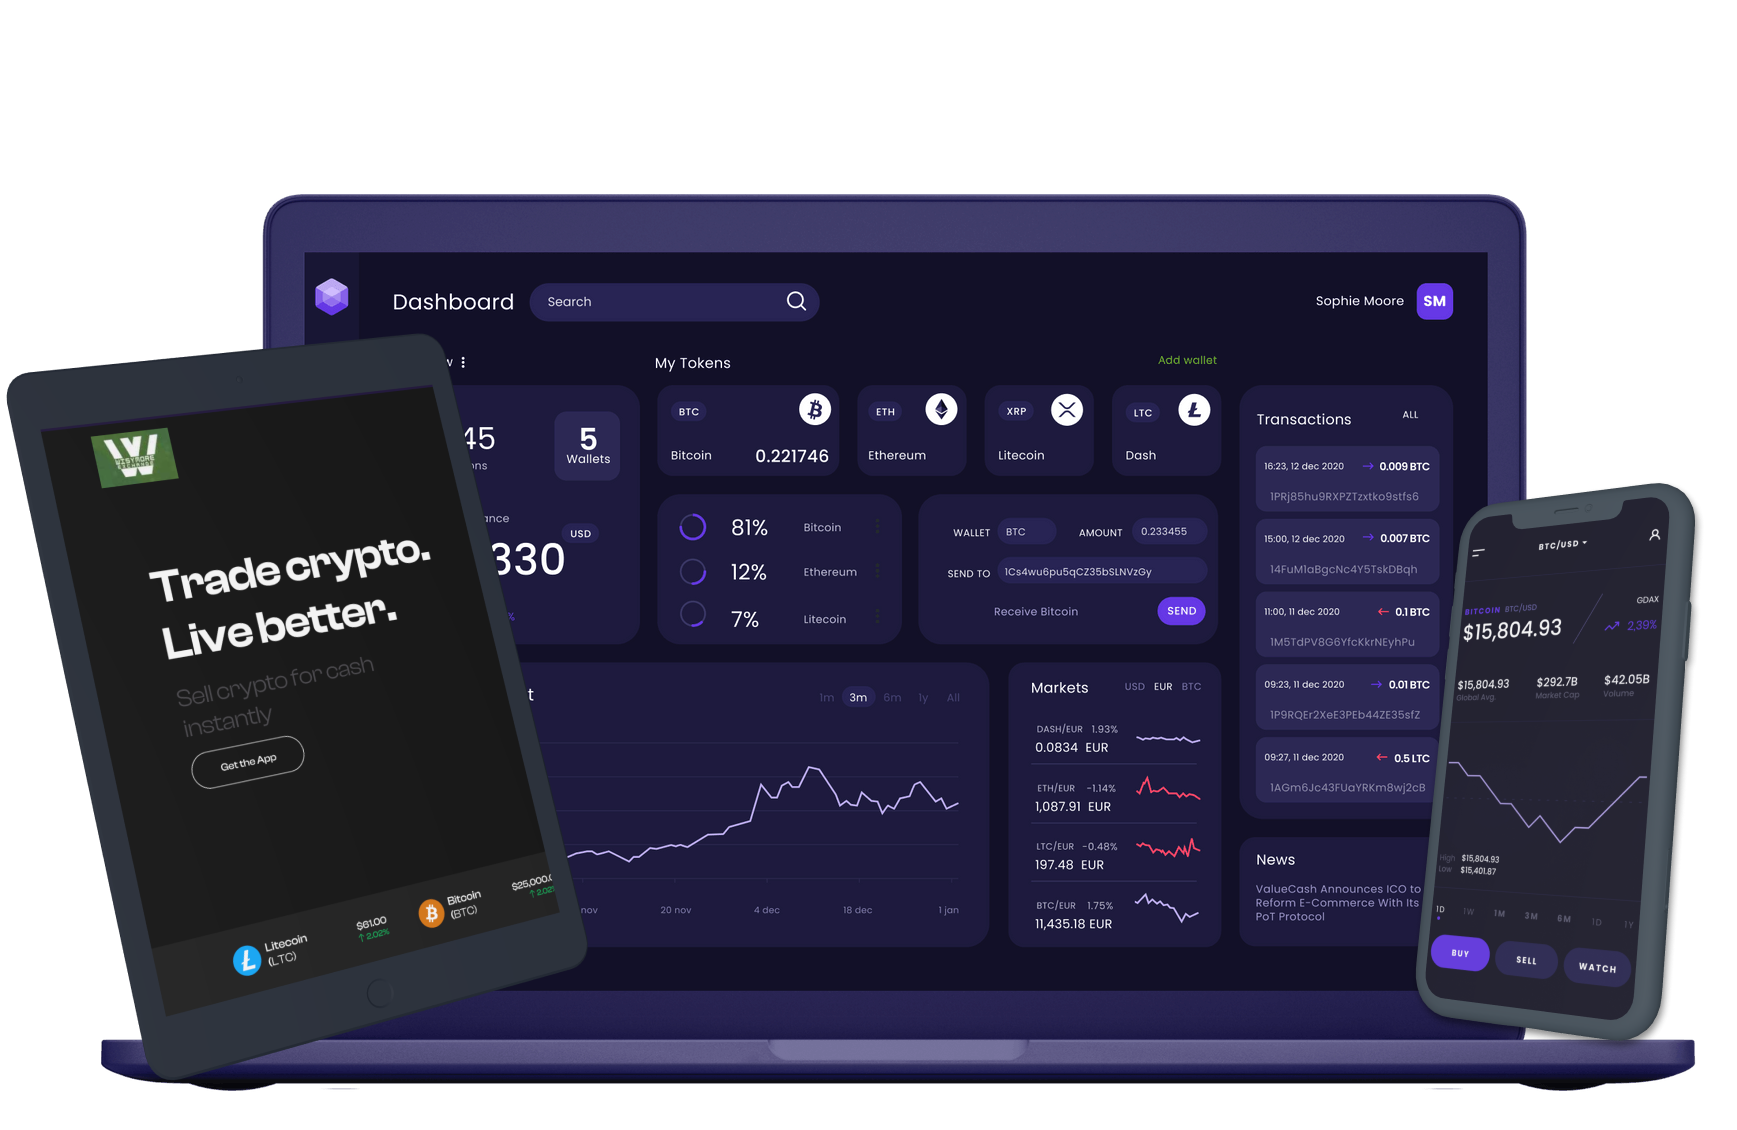 Dashboard
Search
Sophie Moore
SM
My Tokens
Add wallet
45
5
Wallets
USD
330
%
BTC
Bitcoin
0.221746
ETH
Ethereum
XRP
Litecoin
LTC
Dash
81%
Bitcoin
12%
Ethereum
7%
Litecoin
WALLET
BTC
AMOUNT
0.233455
SEND TO
1Cs4wu6pu5qCZ35bSLNVzGy
Receive Bitcoin
SEND
Transactions
ALL
16:23, 12 dec 2020
→ 0.009 BTC
1PRj85hu9RXPZTzxtko9stfs6
15:00, 12 dec 2020
→ 0.007 BTC
14FuM1aBgcNc4Y5TskDBqh
11:00, 11 dec 2020
← 0.1 BTC
1M5TdPV8G6YfcKkrNEyhPu
09:23, 11 dec 2020
→ 0.01 BTC
1P9RQEr2XeE3PEb44ZE35sfZ
09:27, 11 dec 2020
← 0.5 LTC
1AGm6Jc43FUaYRKm8wj2cB
1m
3m
6m
1y
All
nov
20 nov
4 dec
18 dec
1 jan
Markets
USD
EUR
BTC
DASH/EUR 1.93%
0.0834 EUR
ETH/EUR -1.14%
1,087.91 EUR
LTC/EUR -0.48%
197.48 EUR
BTC/EUR 1.75%
11,435.18 EUR
News
ValueCash Announces ICO to
Reform E-Commerce With Its
PoT Protocol
W
EXCHANGE
Trade crypto.
Live better.
Sell crypto for cash
instantly
Get the App
Litecoin
(LTC)
$61.00
↑ 2.02%
Bitcoin
(BTC)
$25,000.
↑ 2.02
BTC/USD
BITCOIN BTC/USD
$15,804.93
GDAX
2,39%
$15,804.93
Global Avg.
$292.7B
Market Cap
$42.05B
Volume
High $15,804.93
Low $15,401.87
1D
1W
1M
3M
6M
1D
1Y
BUY
SELL
WATCH